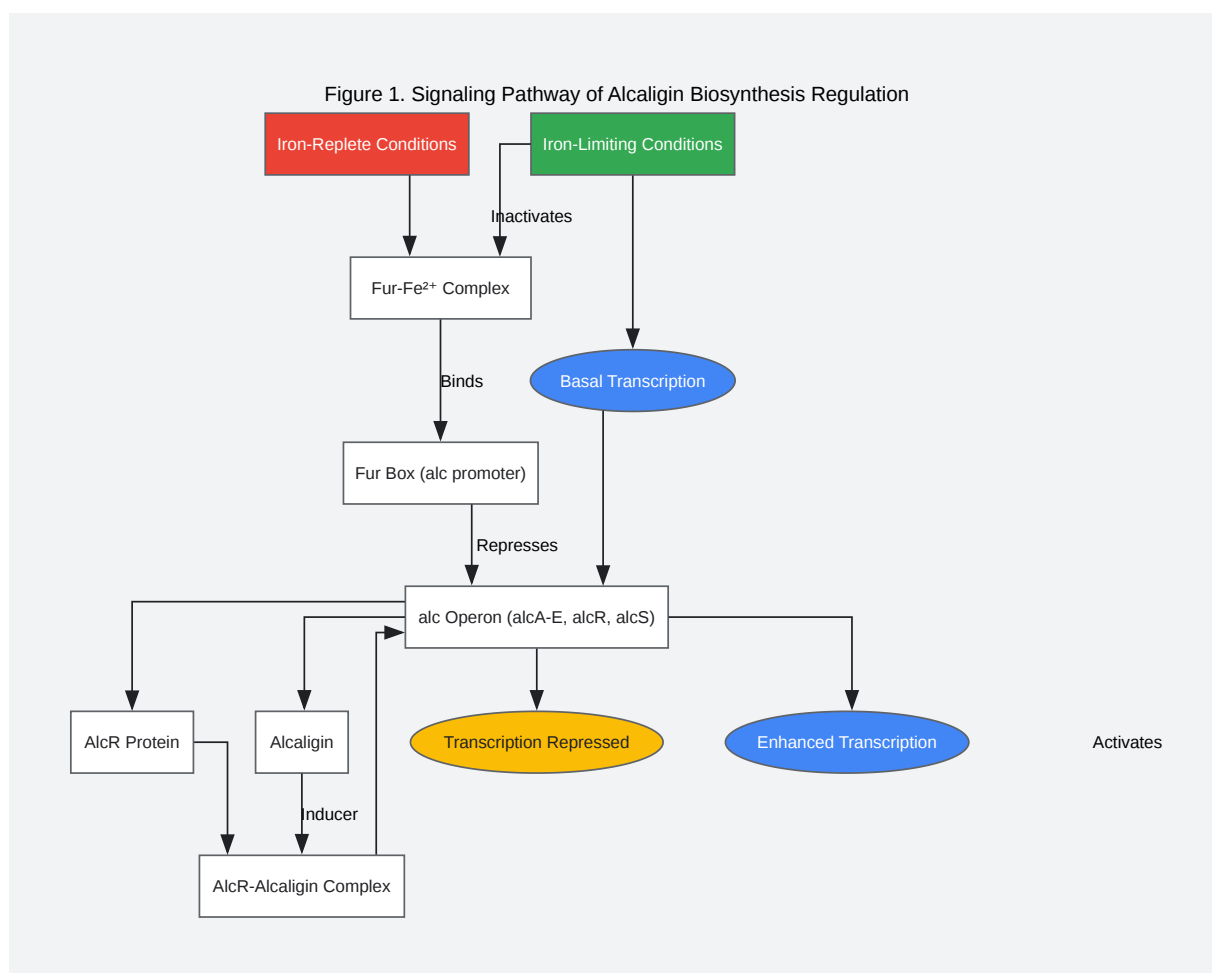 Figure 1. Signaling Pathway of Alcaligin Biosynthesis Regulation
Iron-Replete Conditions
Iron-Limiting Conditions
Inactivates
Fur-Fe²⁺ Complex
Basal Transcription
Binds
Fur Box (alc promoter)
Represses
alc Operon (alcA-E, alcR, alcS)
AlcR Protein
Alcaligin
Transcription Repressed
Enhanced Transcription
Activates
Inducer
AlcR-Alcaligin Complex